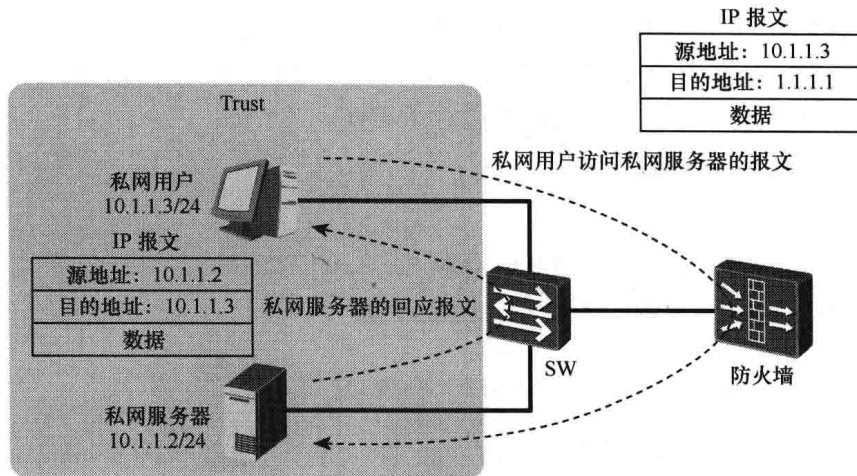 IP 报文
源地址：10.1.1.3
目的地址：1.1.1.1
数据
Trust
私网用户访问私网服务器的报文
私网用户
10.1.1.3/24
IP 报文
源地址：10.1.1.2
目的地址：10.1.1.3
数据
私网服务器的回应报文
SW
防火墙
私网服务器
10.1.1.2/24